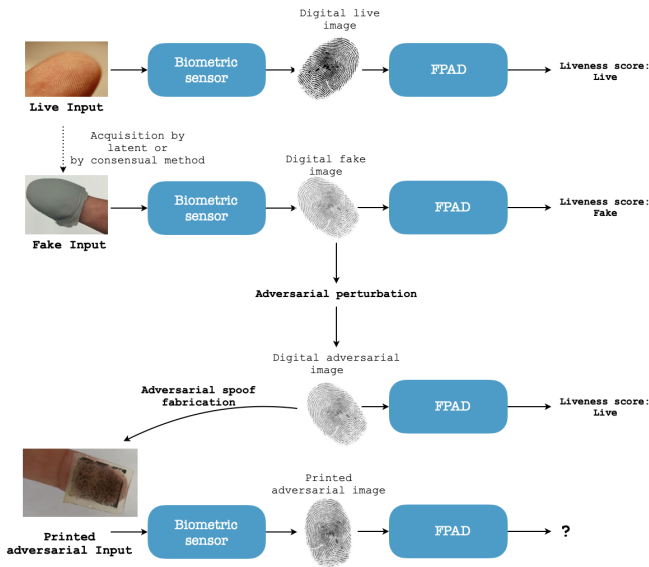 Digital live
image
Biometric
sensor
FPAD
Liveness score:
Live
Live Input
Acquisition by
latent or
by consensual method
Digital fake
image
Biometric
sensor
FPAD
Liveness score:
Fake
Fake Input
Adversarial perturbation
Digital adversarial
image
Adversarial spoof
fabrication
FPAD
Liveness score:
Live
Printed
adversarial image
Printed
adversarial Input
Biometric
sensor
FPAD
?